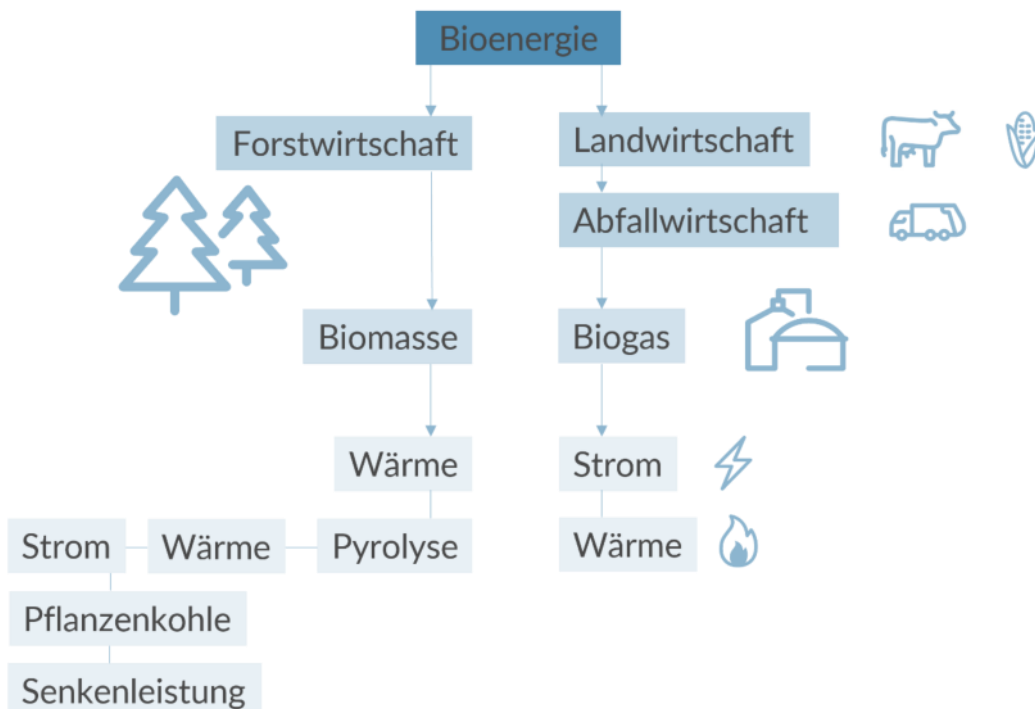 Bioenergie
Forstwirtschaft
Landwirtschaft
Abfallwirtschaft
Biomasse
Biogas
Wärme
Strom
Strom
Wärme
Pyrolyse
Wärme
Pflanzenkohle
Senkenleistung